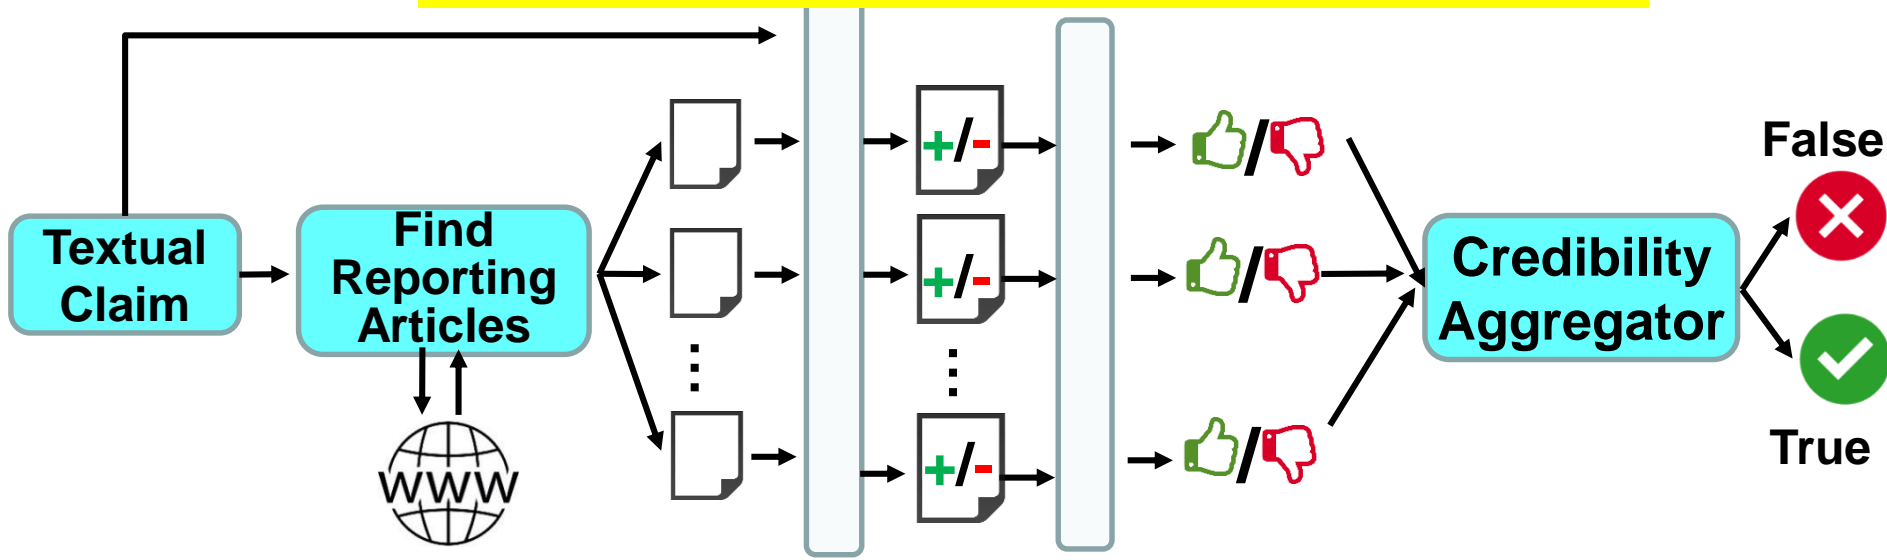 Textual
Claim
Find
Reporting
Articles
WWW
+/-
+/-
+/-
/
/
/
Credibility
Aggregator
False
True